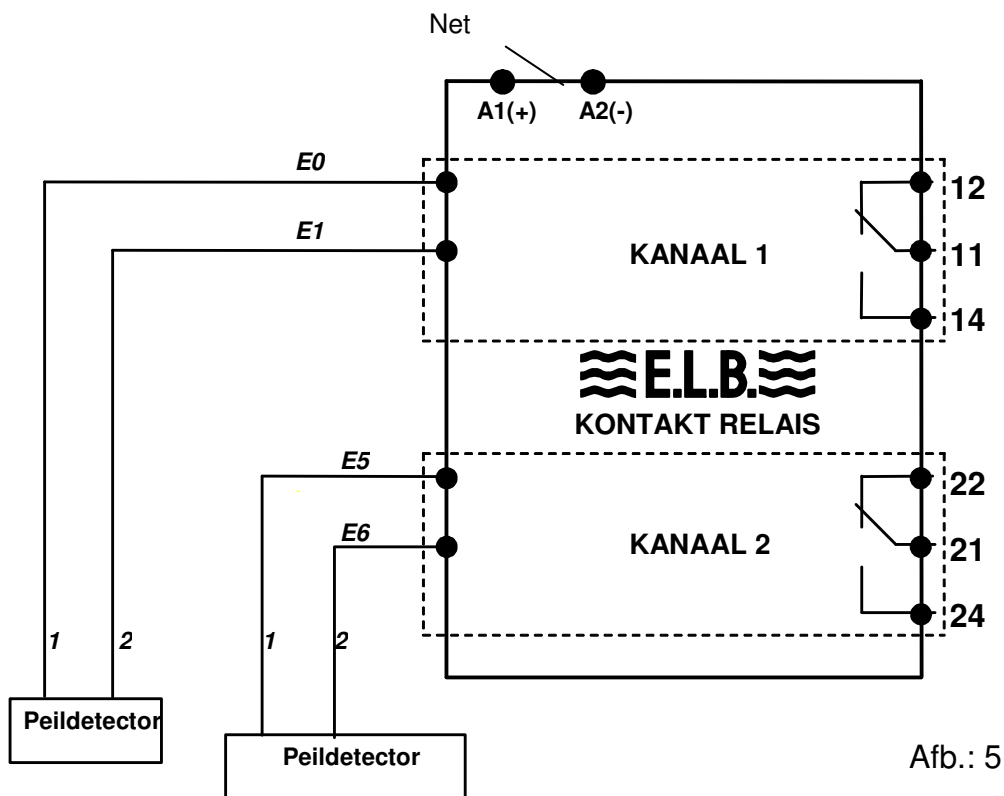 Net
A1(+) A2(-)
E0
E1
KANAAL 1
12
11
14
E.L.B.
KONTAKT RELAIS
E5
E6
KANAAL 2
22
21
24
1 2
1 2
Peildetector
Peildetector
Afb.: 5